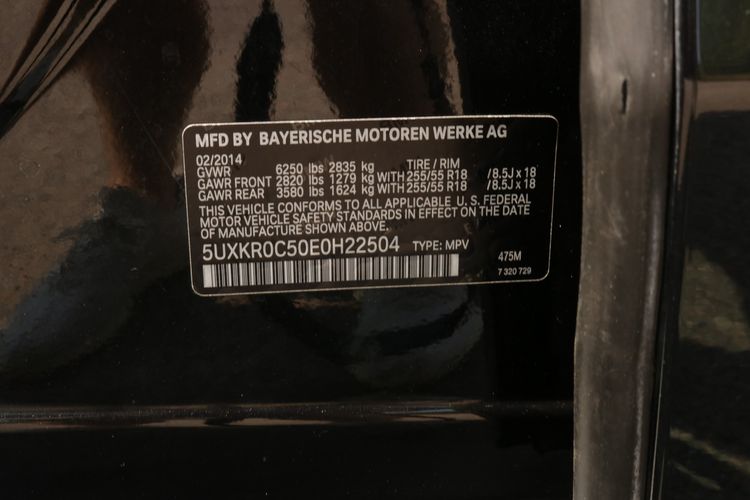 MFD BY BAYERISCHE MOTOREN WERKE AG
02/2014 TIRE / RIM
GVWR 6250 lbs 2835 kg
GAWR FRONT 2820 lbs 1279 kg WITH 255/55 R18 /8.5J x 18
GAWR REAR 3580 lbs 1624 kg WITH 255/55 R18 /8.5J x 18
THIS VEHICLE CONFORMS TO ALL APPLICABLE U. S. FEDERAL
MOTOR VEHICLE SAFETY STANDARDS IN EFFECT ON THE DATE
OF MANUFACTURE SHOWN ABOVE.
5UXKR0C50E0H22504 TYPE: MPV
475M
7 320 729